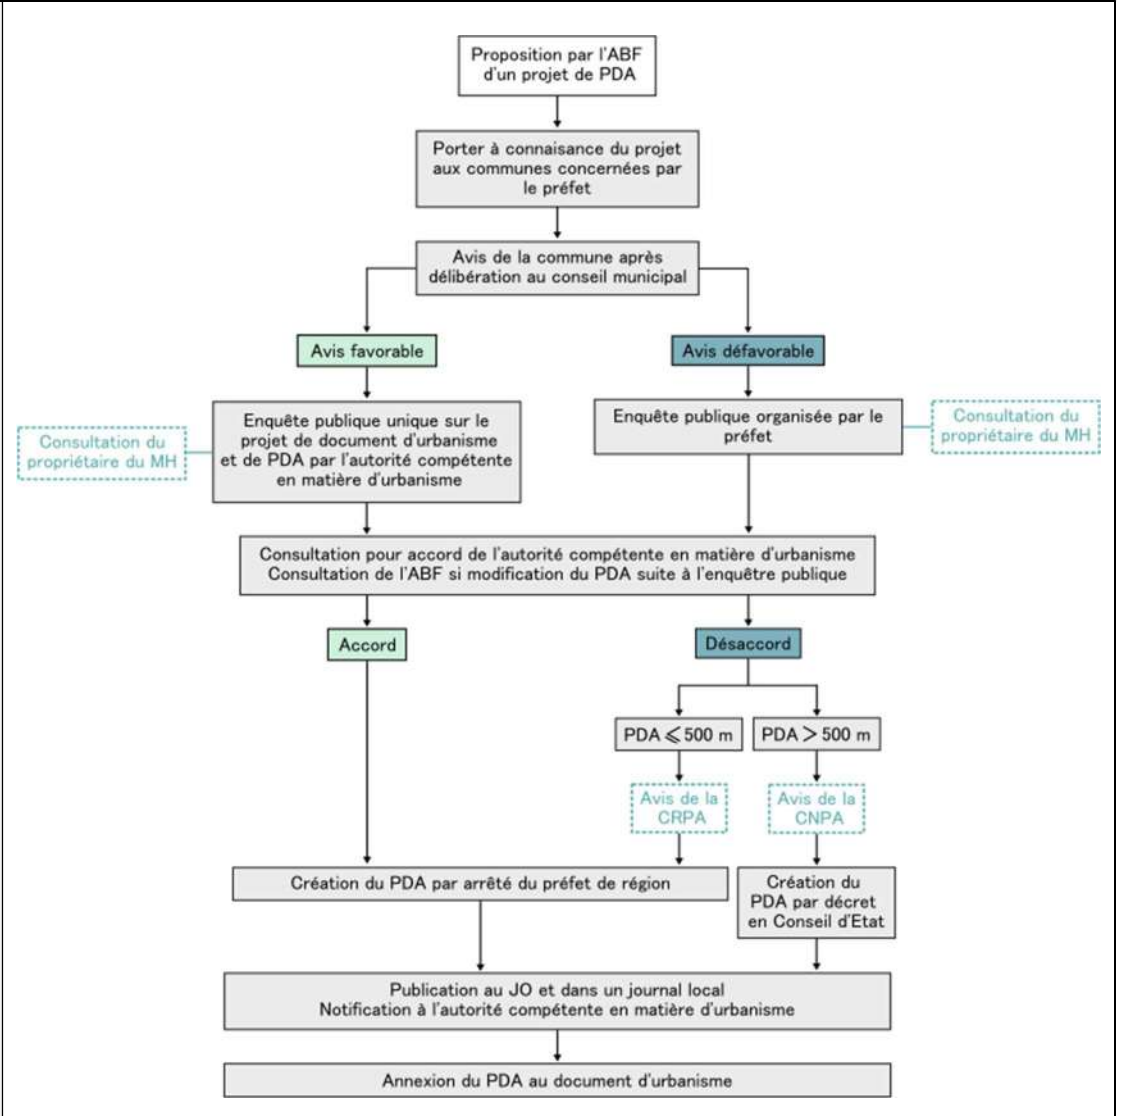 Proposition par l'ABF
d'un projet de PDA
Porter à connaisance du projet
aux communes concernées par
le préfet
Avis de la commune après
délibération au conseil municipal
Avis favorable
Avis défavorable
Consultation du
propriétaire du MH
Enquête publique unique sur le
projet de document d'urbanisme
et de PDA par l'autorité compétente
en matière d'urbanisme
Enquête publique organisée par le
préfet
Consultation du
propriétaire du MH
Consultation pour accord de l'autorité compétente en matière d'urbanisme
Consultation de l'ABF si modification du PDA suite à l'enquêtre publique
Accord
Désaccord
PDA ⩽ 500 m
PDA > 500 m
Avis de la
CRPA
Avis de la
CNPA
Création du PDA par arrêté du préfet de région
Création du
PDA par décret
en Conseil d'Etat
Publication au JO et dans un journal local
Notification à l'autorité compétente en matière d'urbanisme
Annexion du PDA au document d'urbanisme